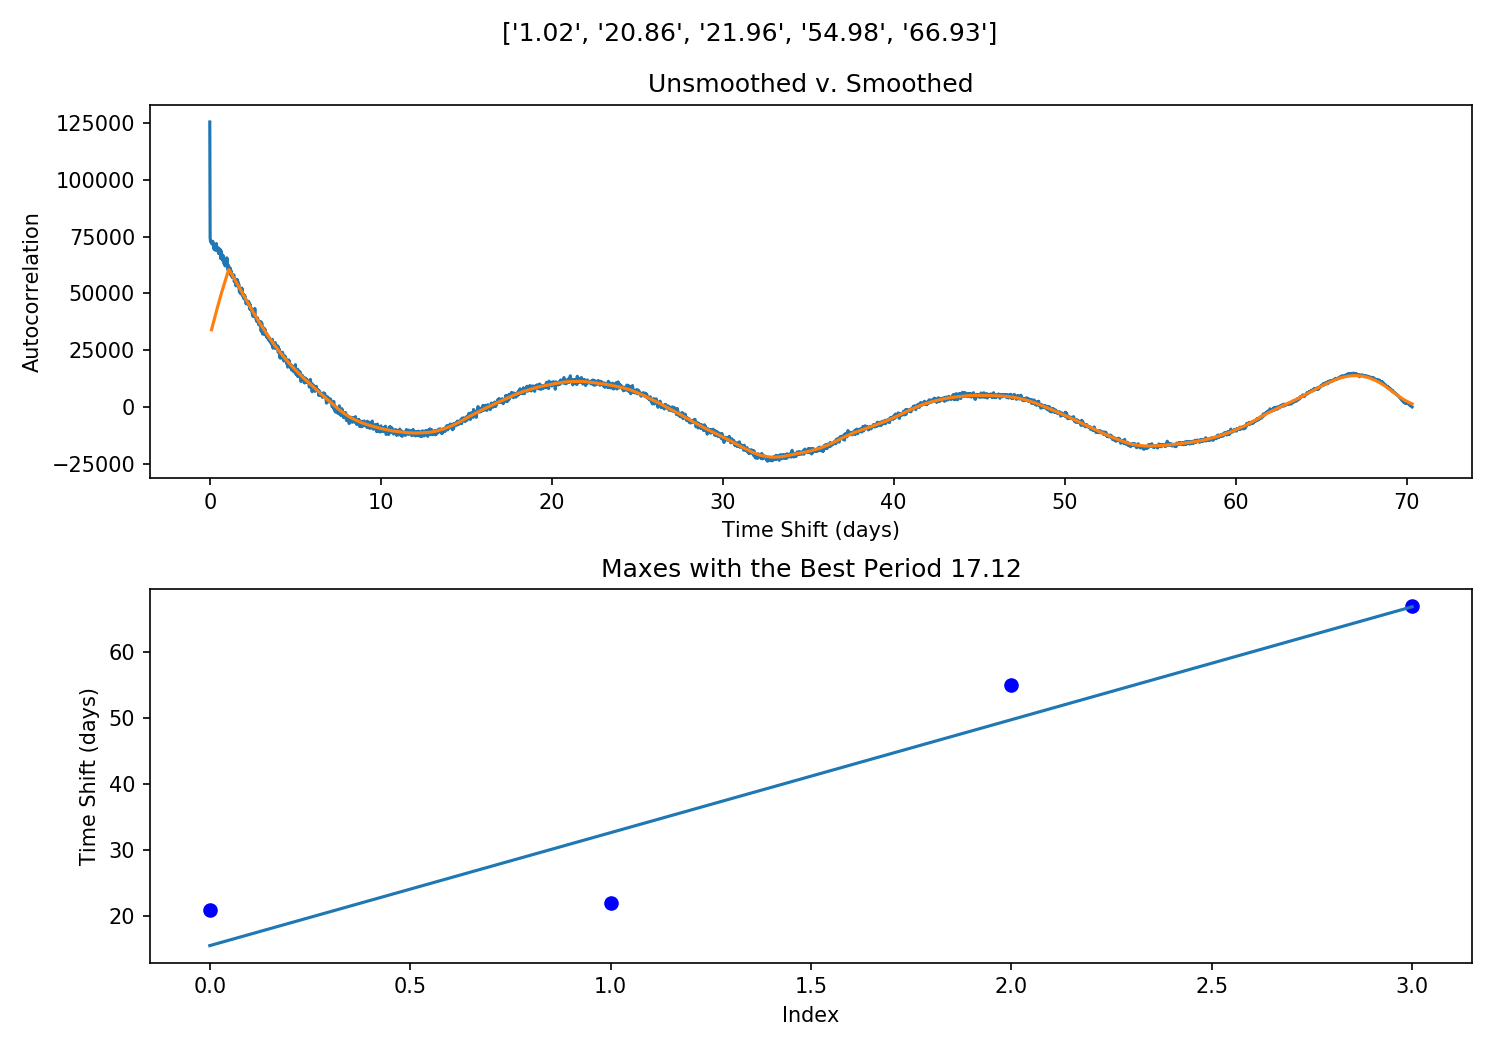 ['1.02', '20.86', '21.96', '54.98', '66.93']
Unsmoothed v. Smoothed
125000
100000
75000
50000
25000
0
−25000
Autocorrelation
0 10 20 30 40 50 60 70
Time Shift (days)
Maxes with the Best Period 17.12
60
50
40
30
20
Time Shift (days)
0.0 0.5 1.0 1.5 2.0 2.5 3.0
Index